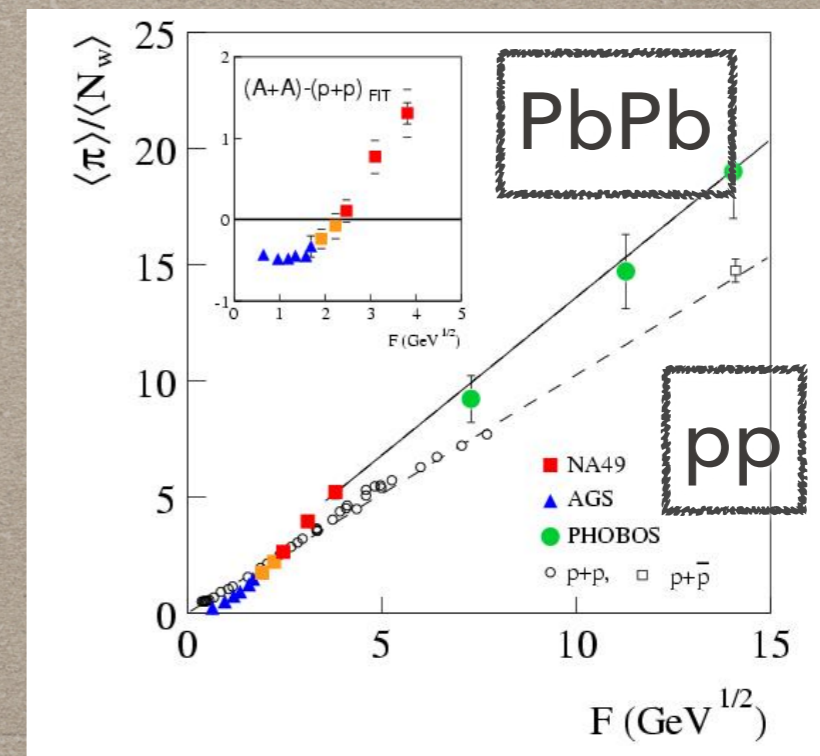 ⟨π⟩/⟨N_w⟩
25
20
15
10
5
0
0 5 10 15
F (GeV^1/2)
2
1
0
-1
0 1 2 3 4 5
F (GeV^1/2)
(A+A)-(p+p) FIT
PbPb
pp
NA49
AGS
PHOBOS
p+p, p+p̄